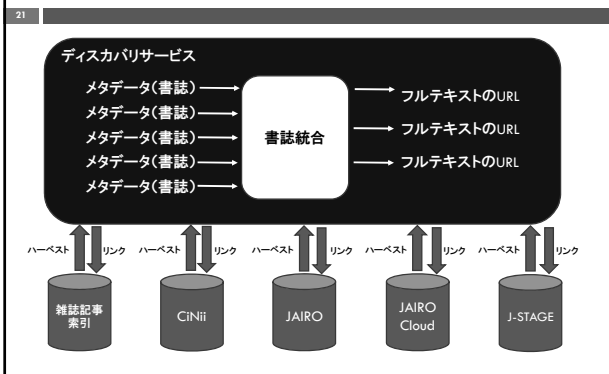 21
ディスカバリサービス
メタデータ(書誌)
フルテキストのURL
メタデータ(書誌)
フルテキストのURL
メタデータ(書誌)
書誌統合
フルテキストのURL
メタデータ(書誌)
メタデータ(書誌)
ハーベスト リンク ハーベスト リンク ハーベスト リンク ハーベスト リンク ハーベスト リンク
雑誌記事
索引
CiNii
JAIRO
JAIRO
Cloud
J-STAGE